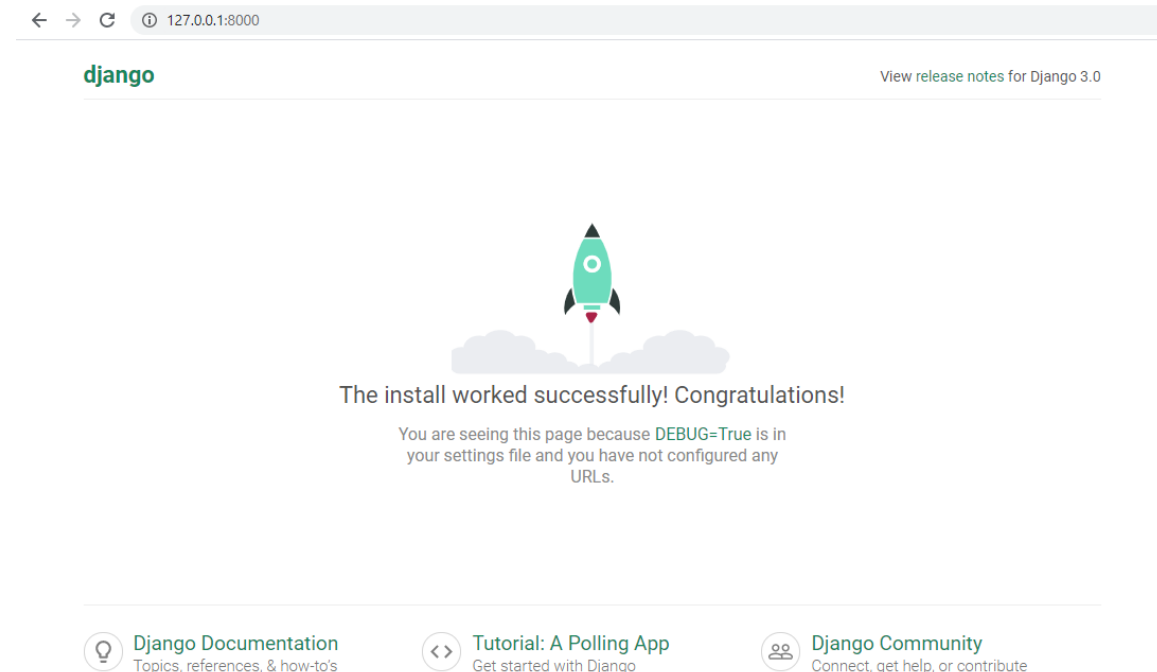 127.0.0.1:8000
django
View release notes for Django 3.0
The install worked successfully! Congratulations!
You are seeing this page because DEBUG=True is in
your settings file and you have not configured any
URLs.
Django Documentation
Topics, references, & how-to's
Tutorial: A Polling App
Get started with Django
Django Community
Connect, get help, or contribute